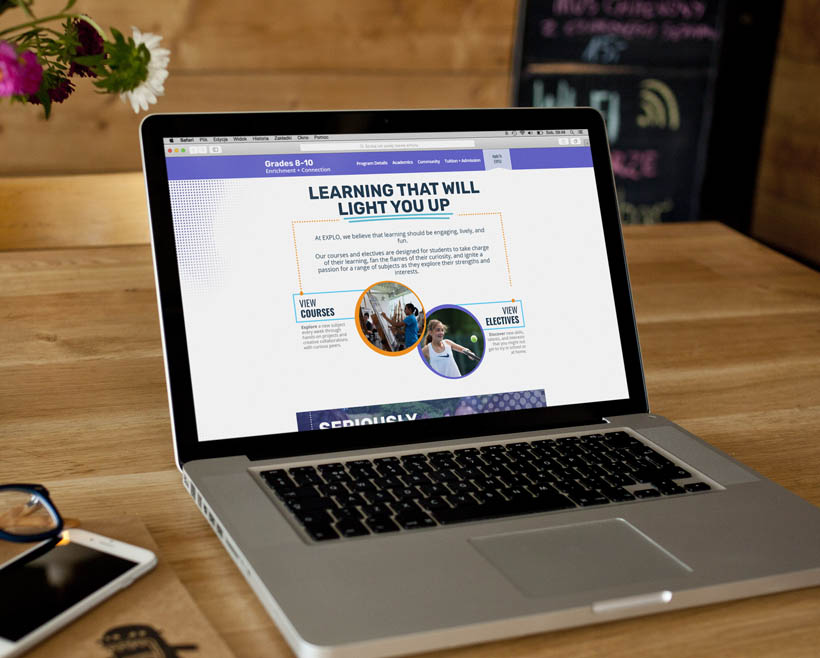 Safari Plik Edycja Widok Historia Zakładki Okno Pomoc
Grades 8–10
Enrichment + Connection
Program Details Academics Community Tuition + Admission
LEARNING THAT WILL
LIGHT YOU UP
At EXPLO, we believe that learning should be engaging, lively, and
fun.
Our courses and electives are designed for students to take charge
of their learning, fan the flames of their curiosity, and ignite a
passion for a range of subjects as they explore their strengths and
interests.
VIEW
COURSES
Explore a new subject
every week through
hands-on projects and
creative collaborations
with curious peers.
VIEW
ELECTIVES
Discover new skills,
talents, and interests
that you might not
get to try in school or
at home.
SERIOUSLY